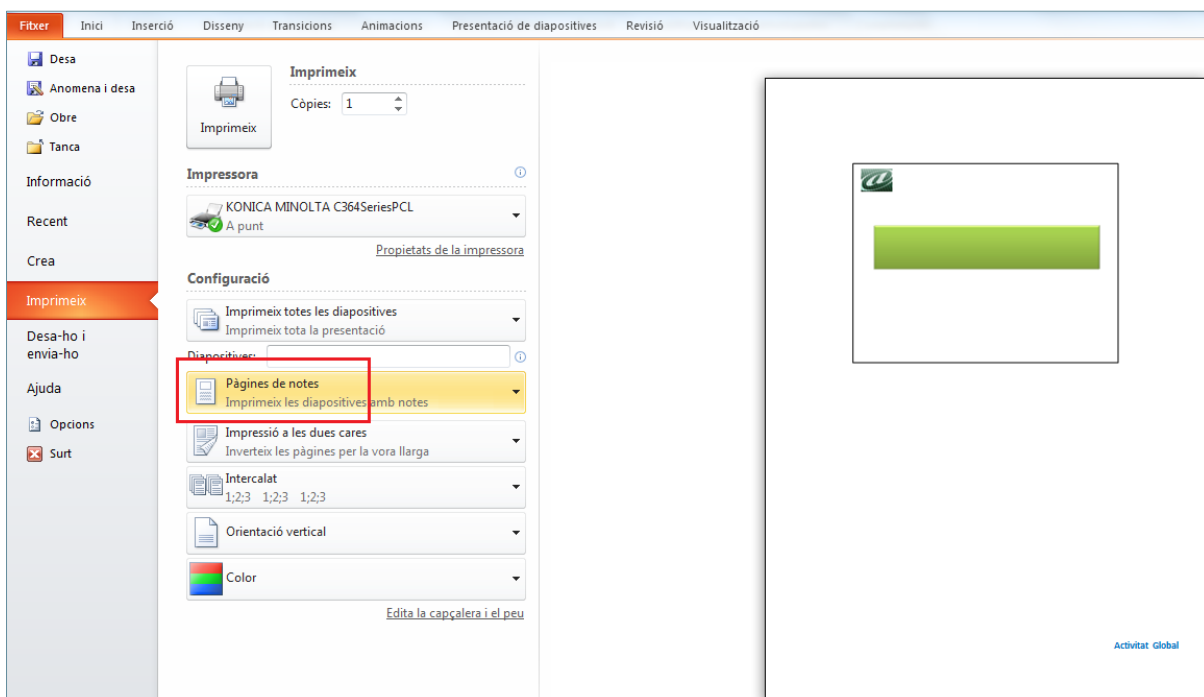 Fitxer Inici Inserció Disseny Transicions Animacions Presentació de diapositives Revisió Visualització
Desa
Anomena i desa
Obre
Tanca
Informació
Recent
Crea
Imprimeix
Desa-ho i
envia-ho
Ajuda
Opcions
Surt
Imprimeix
Imprimeix
Còpies: 1
Impressora
KONICA MINOLTA C364SeriesPCL
A punt
Propietats de la impressora
Configuració
Imprimeix totes les diapositives
Imprimeix tota la presentació
Diapositives:
Pàgines de notes
Imprimeix les diapositives amb notes
Impressió a les dues cares
Inverteix les pàgines per la vora llarga
Intercalat
1;2;3 1;2;3 1;2;3
Orientació vertical
Color
Edita la capçalera i el peu
@
Activitat Global